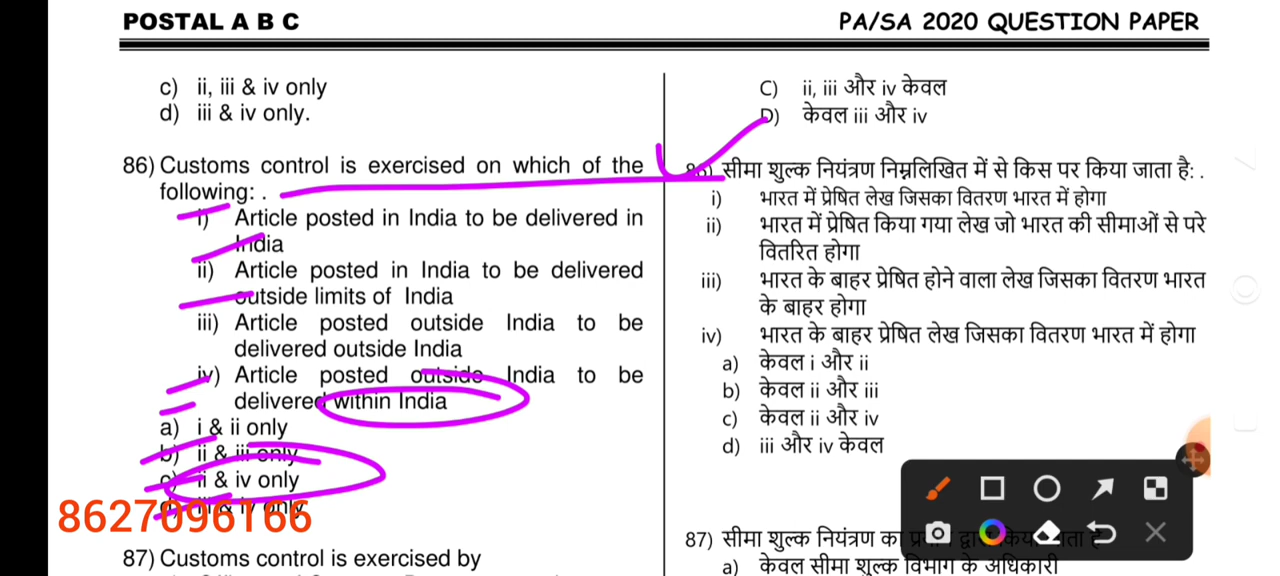 POSTAL A B C
PA/SA 2020 QUESTION PAPER
c) ii, iii & iv only
d) iii & iv only.
86) Customs control is exercised on which of the
following: .
i) Article posted in India to be delivered in
India
ii) Article posted in India to be delivered
outside limits of India
iii) Article posted outside India to be
delivered outside India
iv) Article posted outside India to be
delivered within India
a) i & ii only
b) ii & iii only
c) ii & iv only
d) iii & iv only
8627096166
87) Customs control is exercised by
C) ii, iii और iv केवल
D) केवल iii और iv
86) सीमा शुल्क नियंत्रण निम्नलिखित में से किस पर किया जाता है: .
i) भारत में प्रेषित लेख जिसका वितरण भारत में होगा
ii) भारत में प्रेषित किया गया लेख जो भारत की सीमाओं से परे
वितरित होगा
iii) भारत के बाहर प्रेषित होने वाला लेख जिसका वितरण भारत
के बाहर होगा
iv) भारत के बाहर प्रेषित लेख जिसका वितरण भारत में होगा
a) केवल i और ii
b) केवल ii और iii
c) केवल ii और iv
d) iii और iv केवल
87) सीमा शुल्क नियंत्रण का
a) केवल सीमा शुल्क विभाग के अधिकारी